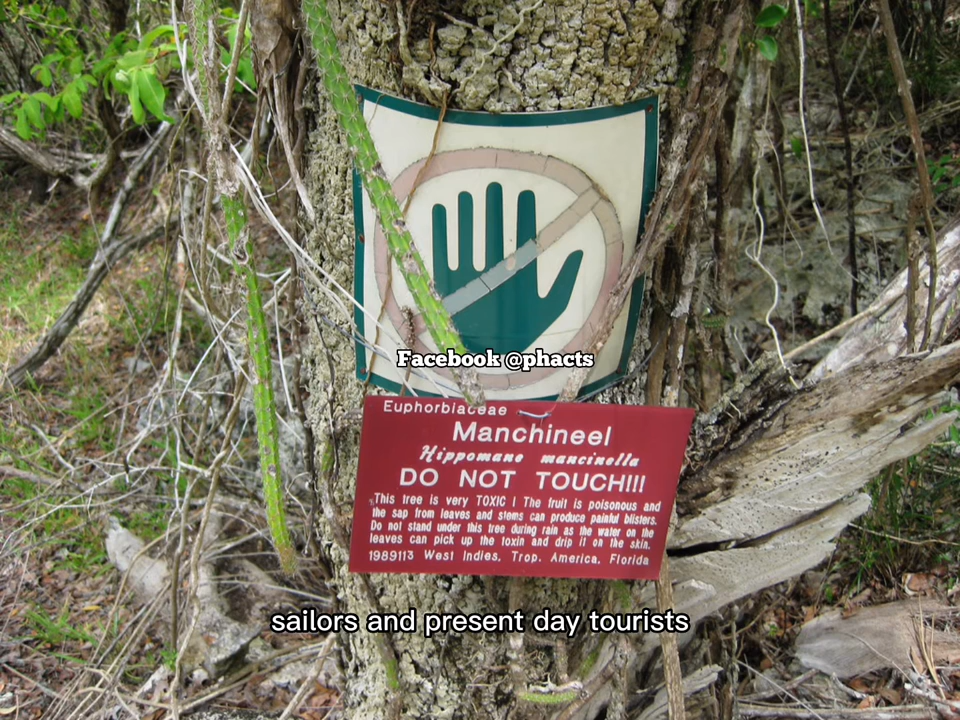 Facebook @phacts
Euphorbiaceae
Manchineel
Hippomane mancinella
DO NOT TOUCH!!!
This tree is very TOXIC ! The fruit is poisonous and
the sap from leaves and stems can produce painful blisters.
Do not stand under this tree during rain as the water on the
leaves can pick up the toxin and drip it on the skin.
1989113 West Indies, Trop. America, Florida
sailors and present day tourists